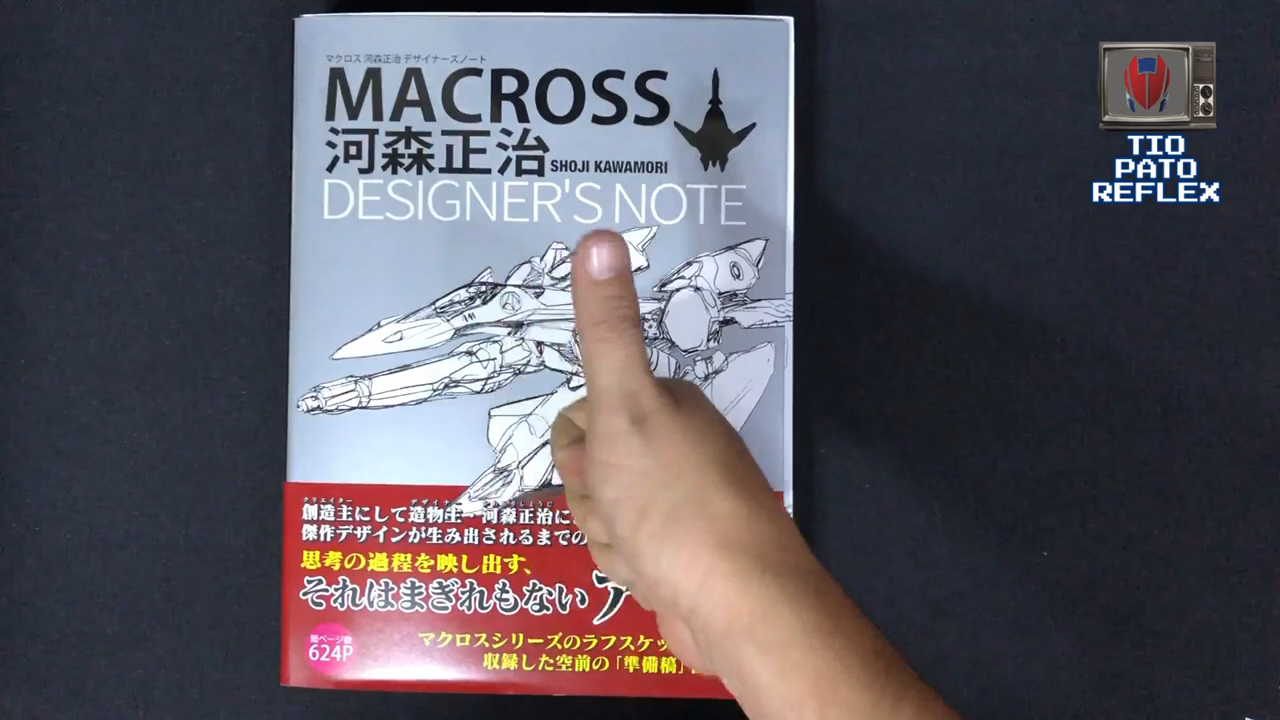 マクロス 河森正治 デザイナーズノート
MACROSS
河森正治 SHOJI KAWAMORI
DESIGNER'S NOTE
創造主にして造物主・河森正治に
傑作デザインが生み出されるまでの
思考の過程を映し出す、
それはまぎれもない
マクロスシリーズのラフスケッ
収録した空前の「準備稿」
総ページ数
624P
TIO
PATO
REFLEX